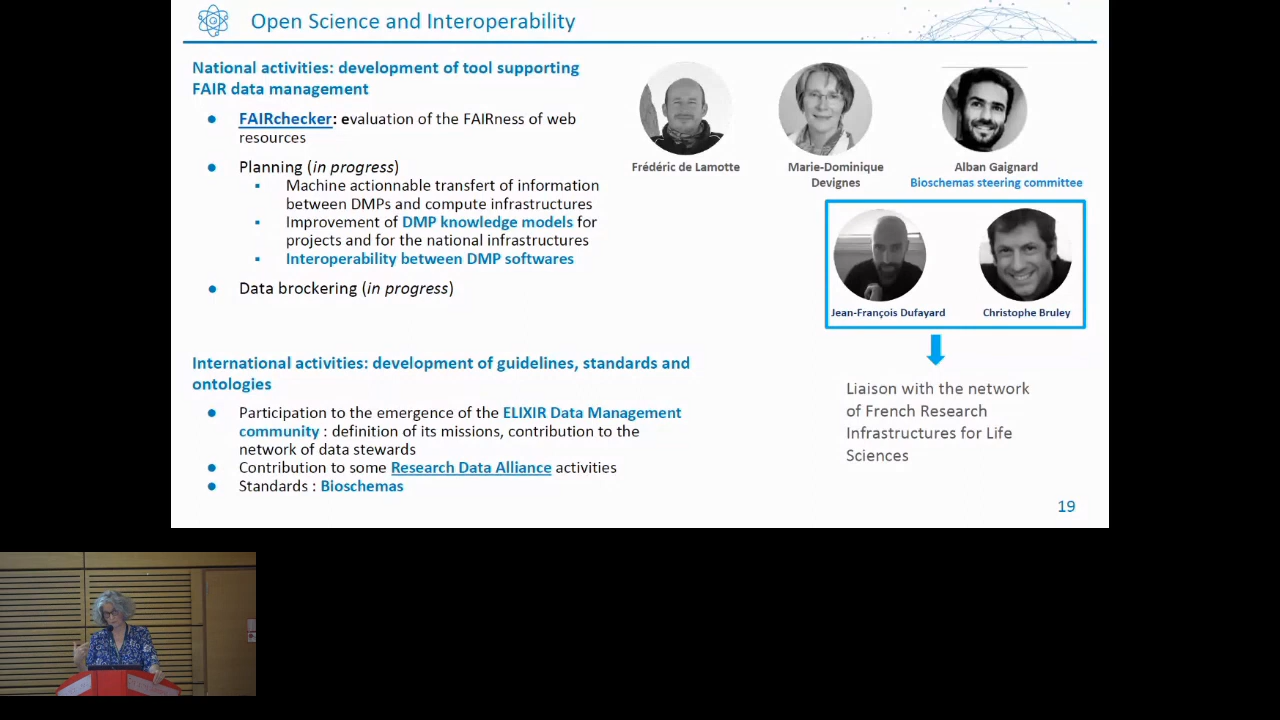 Open Science and Interoperability
National activities: development of tool supporting
FAIR data management
FAIRchecker: evaluation of the FAIRness of web
resources
Planning (in progress)
Machine actionnable transfert of information
between DMPs and compute infrastructures
Improvement of DMP knowledge models for
projects and for the national infrastructures
Interoperability between DMP softwares
Data brockering (in progress)
International activities: development of guidelines, standards and
ontologies
Participation to the emergence of the ELIXIR Data Management
community : definition of its missions, contribution to the
network of data stewards
Contribution to some Research Data Alliance activities
Standards : Bioschemas
Frédéric de Lamotte
Marie-Dominique
Devignes
Alban Gaignard
Bioschemas steering committee
Jean-François Dufayard
Christophe Bruley
Liaison with the network
of French Research
Infrastructures for Life
Sciences
19